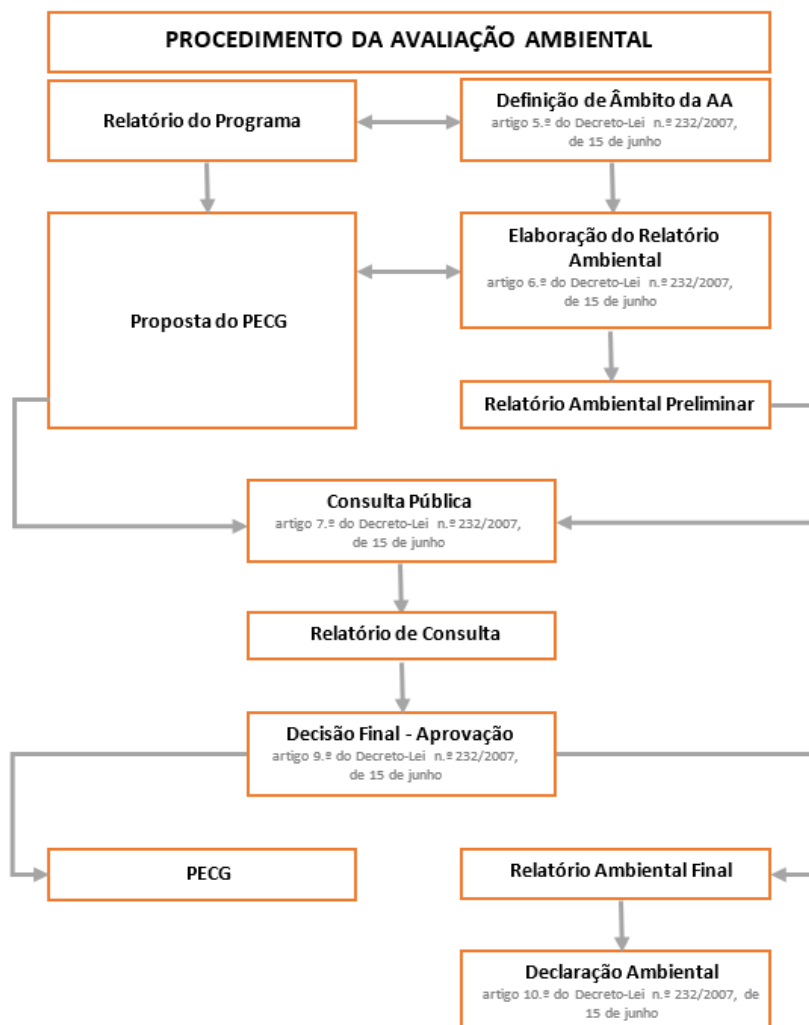 PROCEDIMENTO DA AVALIAÇÃO AMBIENTAL
Relatório do Programa
Definição de Âmbito da AA
artigo 5.º do Decreto-Lei n.º 232/2007,
de 15 de junho
Elaboração do Relatório
Ambiental
artigo 6.º do Decreto-Lei n.º 232/2007,
de 15 de junho
Proposta do PECG
Relatório Ambiental Preliminar
Consulta Pública
artigo 7.º do Decreto-Lei n.º 232/2007,
de 15 de junho
Relatório de Consulta
Decisão Final - Aprovação
artigo 9.º do Decreto-Lei n.º 232/2007,
de 15 de junho
PECG
Relatório Ambiental Final
Declaração Ambiental
artigo 10.º do Decreto-Lei n.º 232/2007, de
15 de junho